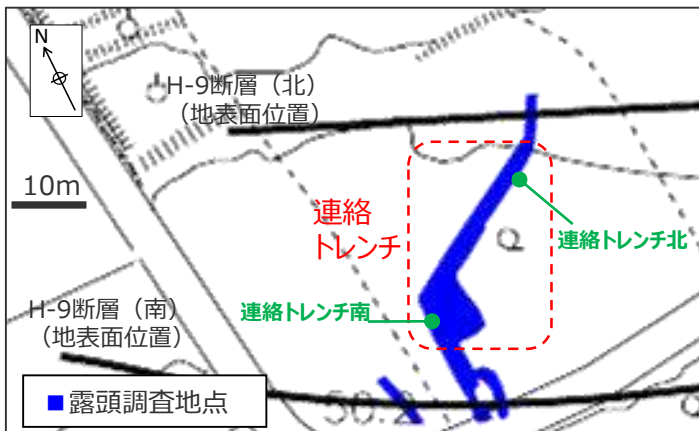 N
H-9断層（北）
（地表面位置）
10m
連絡
トレンチ
連絡トレンチ北
連絡トレンチ南
H-9断層（南）
（地表面位置）
■露頭調査地点